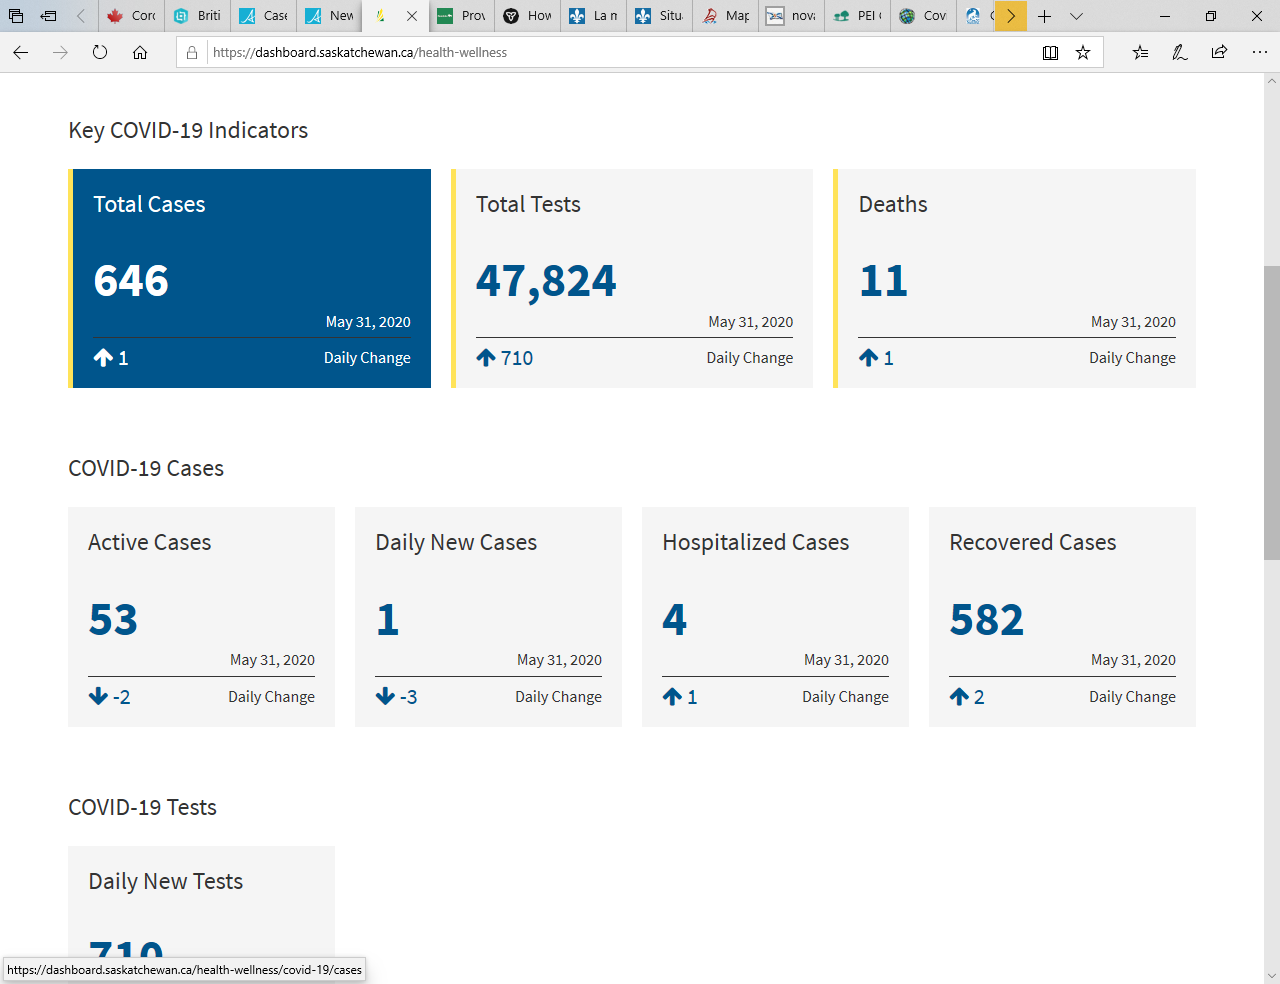 Corc
Briti
Case
New
Prov
How
La m
Situ
Map
nova
PEI C
Covi
https://dashboard.saskatchewan.ca/health-wellness
Key COVID-19 Indicators
Total Cases
646
May 31, 2020
1
Daily Change
Total Tests
47,824
May 31, 2020
710
Daily Change
Deaths
11
May 31, 2020
1
Daily Change
COVID-19 Cases
Active Cases
53
May 31, 2020
-2
Daily Change
Daily New Cases
1
May 31, 2020
-3
Daily Change
Hospitalized Cases
4
May 31, 2020
1
Daily Change
Recovered Cases
582
May 31, 2020
2
Daily Change
COVID-19 Tests
Daily New Tests
710
https://dashboard.saskatchewan.ca/health-wellness/covid-19/cases